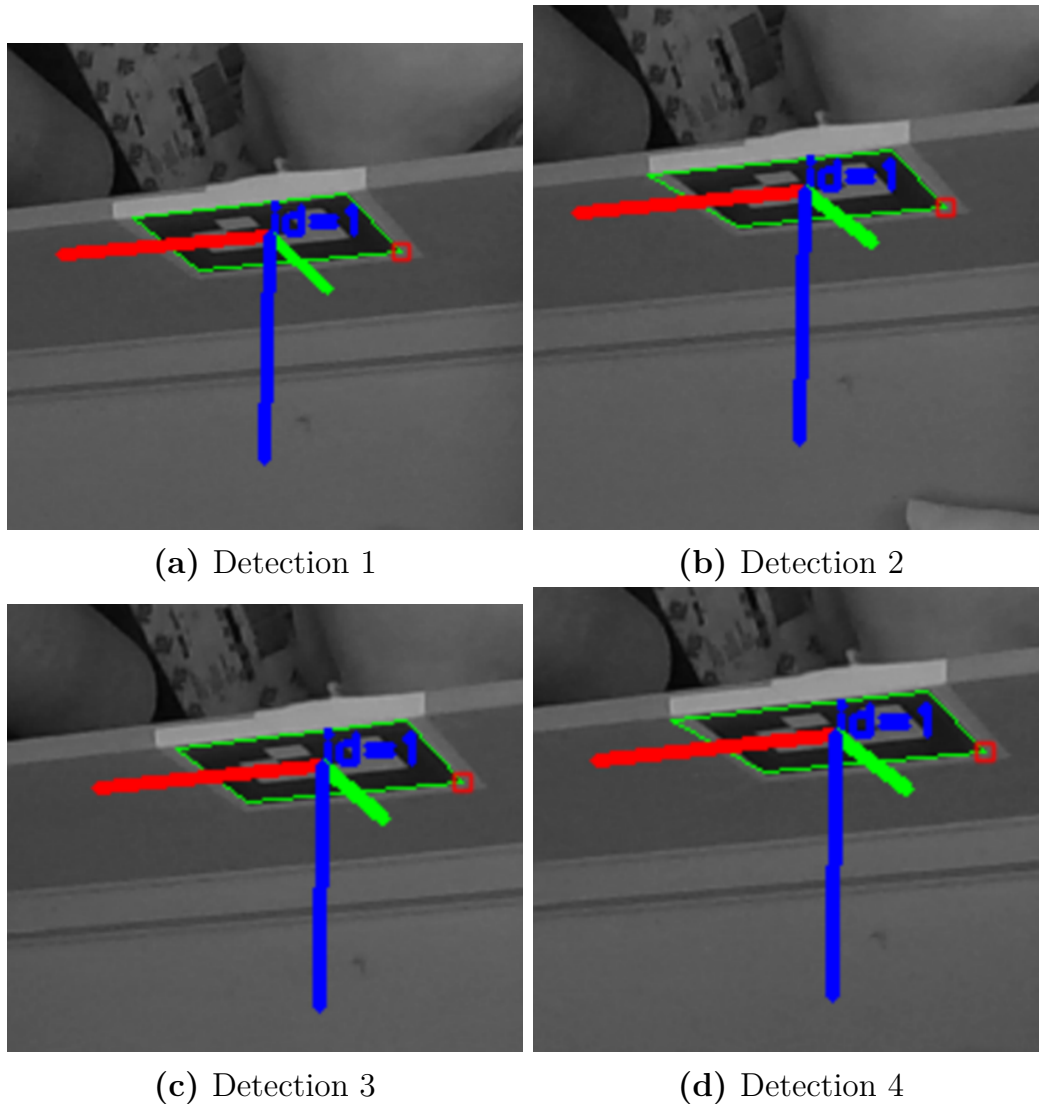 id=1
id=1
(a) Detection 1
(b) Detection 2
id=1
id=1
(c) Detection 3
(d) Detection 4